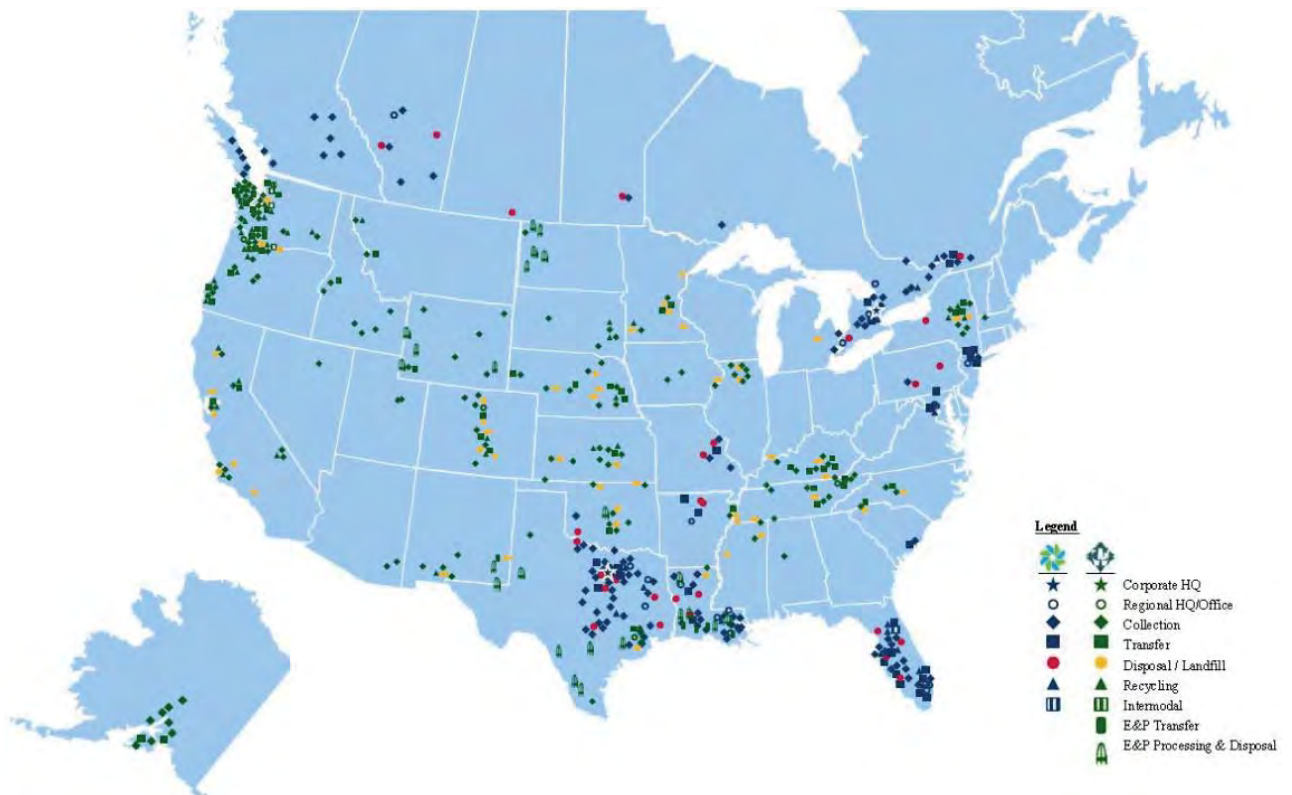 Legend
Corporate HQ
Regional HQ/Office
Collection
Transfer
Disposal / Landfill
Recycling
Intermodal
E&P Transfer
E&P Processing & Disposal